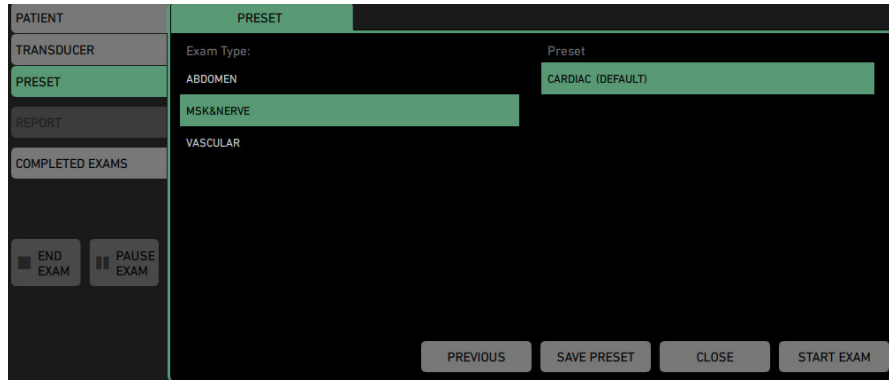 PATIENT
PRESET
TRANSDUCER
Exam Type:
Preset
PRESET
ABDOMEN
CARDIAC (DEFAULT)
MSK&NERVE
REPORT
VASCULAR
COMPLETED EXAMS
END
EXAM
PAUSE
EXAM
PREVIOUS
SAVE PRESET
CLOSE
START EXAM